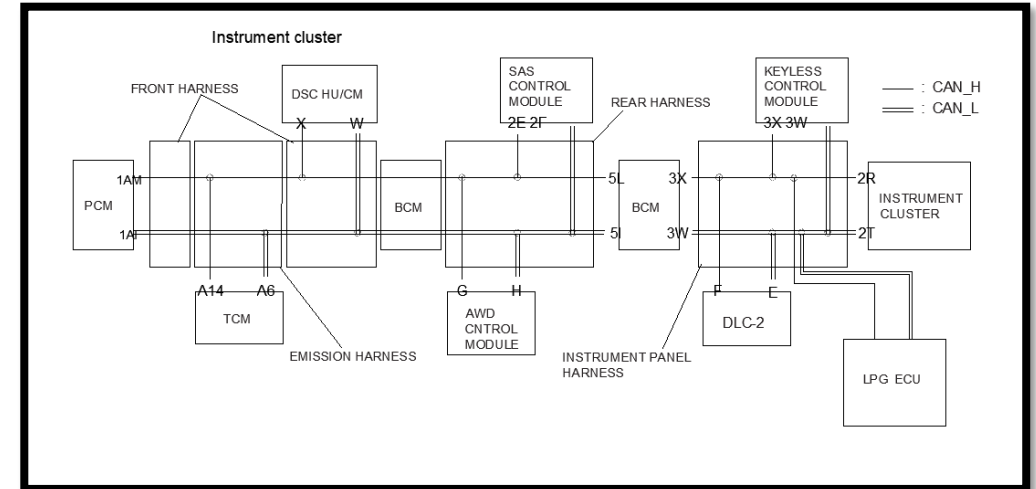 Instrument cluster
FRONT HARNESS
DSC HU/CM
SAS
CONTROL
MODULE
REAR HARNESS
KEYLESS
CONTROL
MODULE
: CAN_H
: CAN_L
X
W
2E 2F
3X 3W
1AM
5L
3X
2R
PCM
BCM
BCM
INSTRUMENT
CLUSTER
1AI
5I
3W
2T
A14
A6
G
H
F
E
TCM
AWD
CNTROL
MODULE
DLC-2
EMISSION HARNESS
INSTRUMENT PANEL
HARNESS
LPG ECU